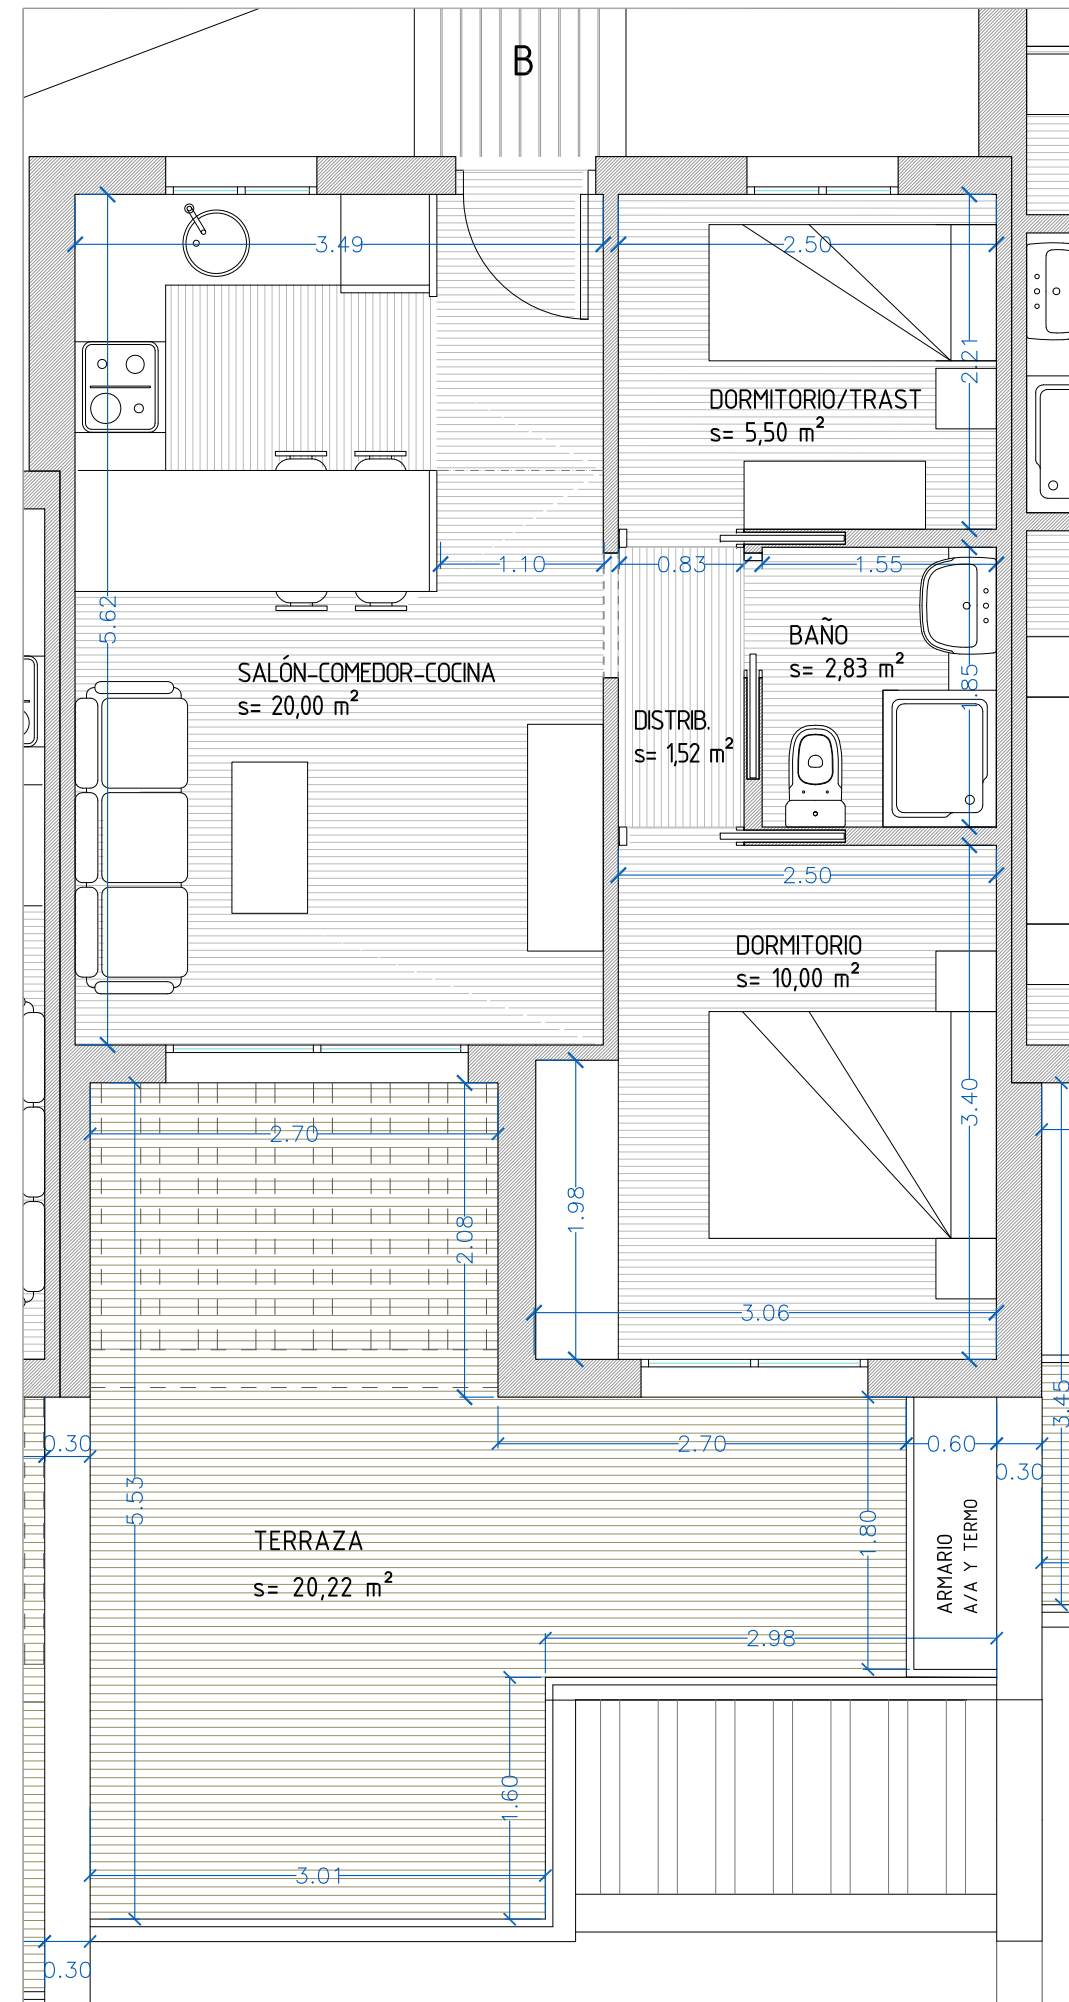 B
3.49
2.50
2.21
DORMITORIO/TRAST
s= 5,50 m²
1.10
0.83
1.55
5.62
BAÑO
s= 2,83 m²
1.85
SALÓN-COMEDOR-COCINA
s= 20,00 m²
DISTRIB.
s= 1,52 m²
2.50
DORMITORIO
s= 10,00 m²
3.40
2.70
1.98
2.08
3.06
3.45
0.30
2.70
0.60
0.30
5.53
1.80
TERRAZA
s= 20,22 m²
ARMARIO
A/A Y TERMO
2.98
1.60
3.01
0.30